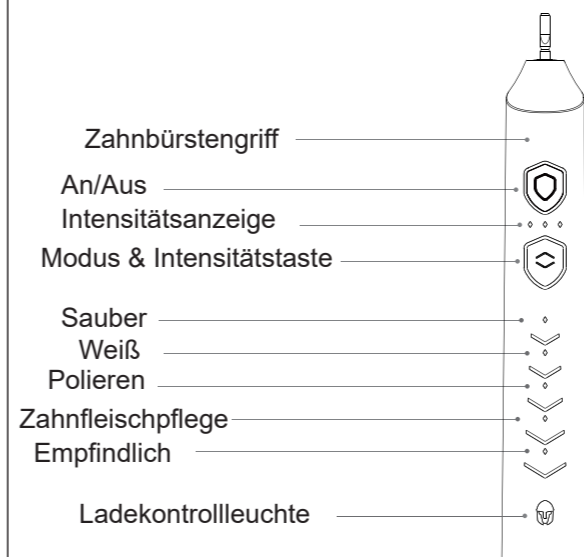 Zahnbürstengriff
An/Aus
Intensitätsanzeige
Modus & Intensitätstaste
Sauber
Weiß
Polieren
Zahnfleischpflege
Empfindlich
Ladekontrollleuchte